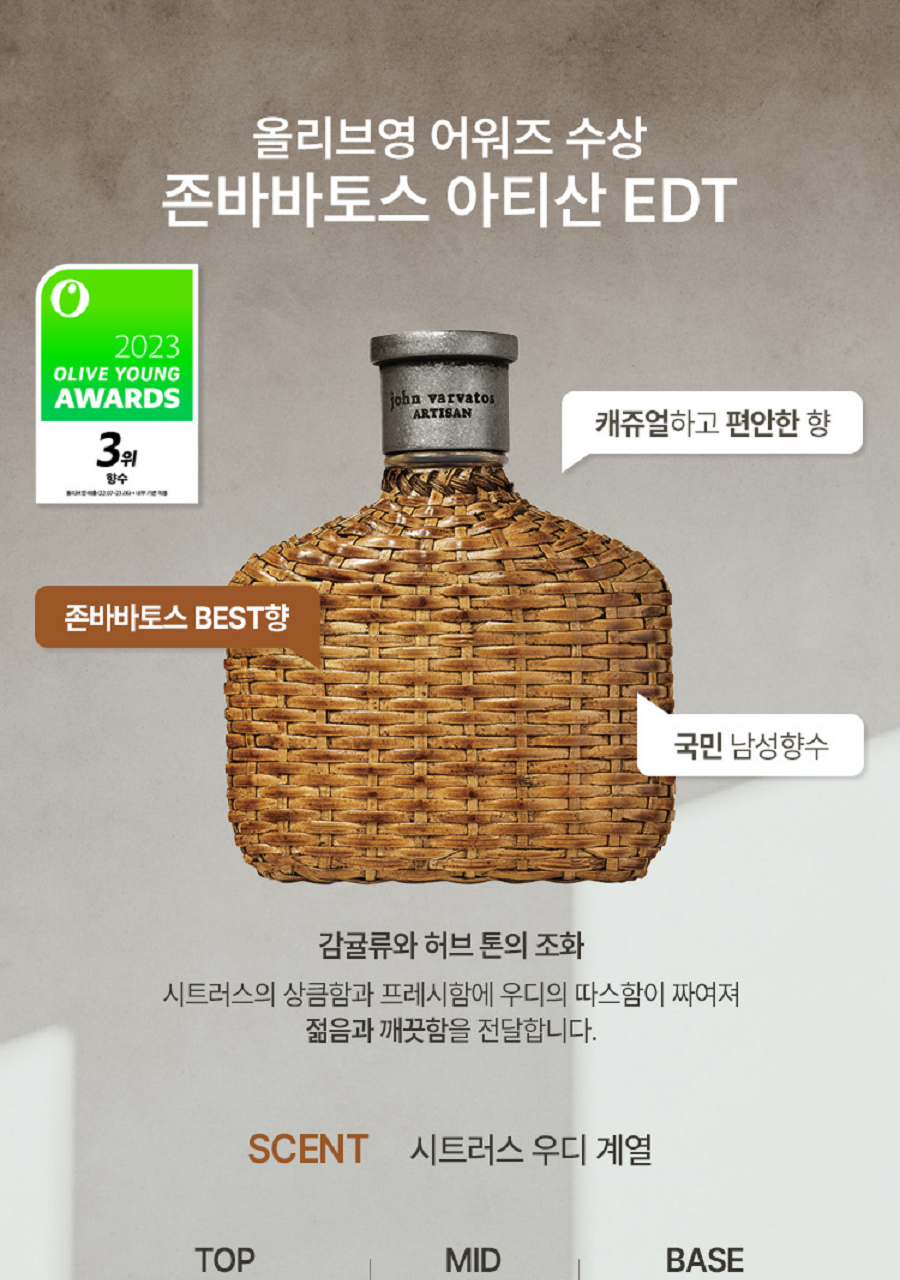 올리브영 어워즈 수상
존바바토스 아티산 EDT
2023
OLIVE YOUNG
AWARDS
3위
향수
john varvatos
ARTISAN
캐쥬얼하고 편안한 향
존바바토스 BEST향
국민 남성향수
감귤류와 허브 톤의 조화
시트러스의 상큼함과 프레시함에 우디의 따스함이 짜여져
젊음과 깨끗함을 전달합니다.
SCENT 시트러스 우디 계열
TOP MID BASE